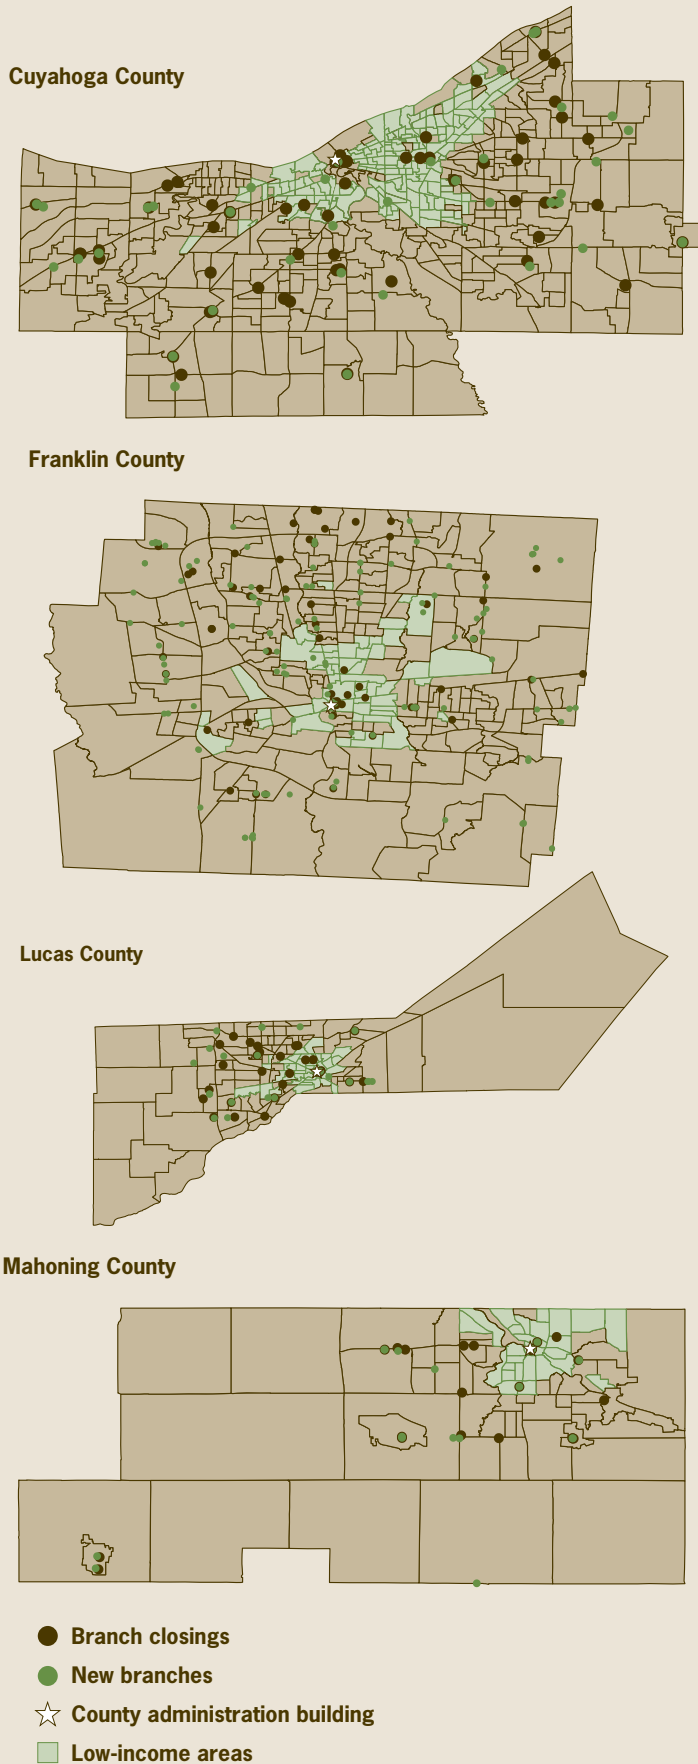 Cuyahoga County
Franklin County
Lucas County
Mahoning County
Branch closings
New branches
County administration building
Low-income areas